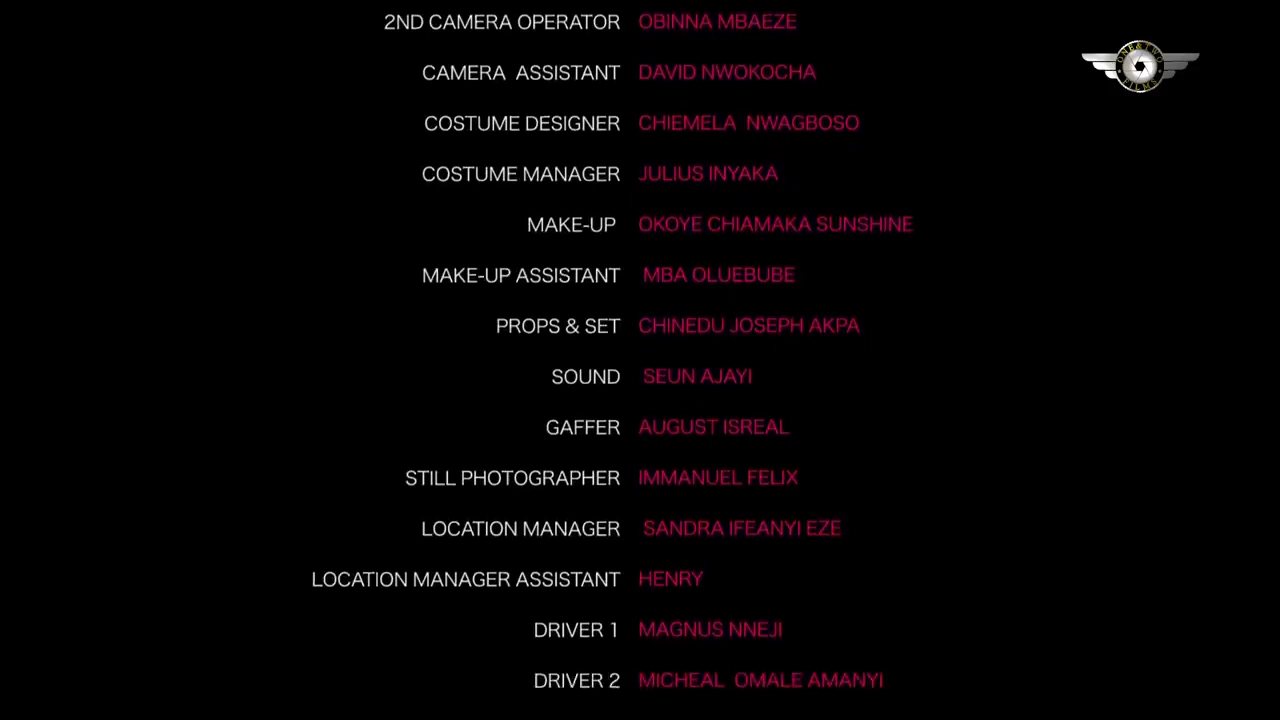 2ND CAMERA OPERATOR OBINNA MBAEZE
CAMERA ASSISTANT DAVID NWOKOCHA
COSTUME DESIGNER CHIEMELA NWAGBOSO
COSTUME MANAGER JULIUS INYAKA
MAKE-UP OKOYE CHIAMAKA SUNSHINE
MAKE-UP ASSISTANT MBA OLUEBUBE
PROPS & SET CHINEDU JOSEPH AKPA
SOUND SEUN AJAYI
GAFFER AUGUST ISREAL
STILL PHOTOGRAPHER IMMANUEL FELIX
LOCATION MANAGER SANDRA IFEANYI EZE
LOCATION MANAGER ASSISTANT HENRY
DRIVER 1 MAGNUS NNEJI
DRIVER 2 MICHEAL OMALE AMANYI
ONE&TWO
FILMS